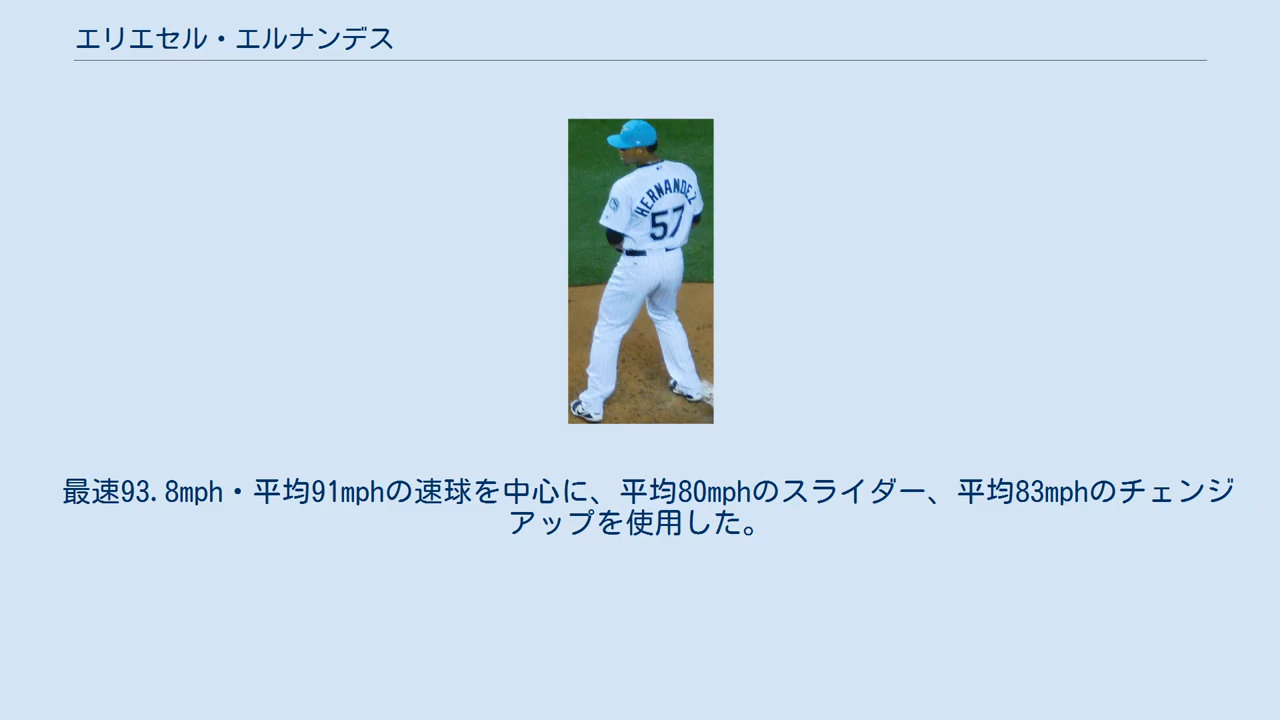 エリエセル・エルナンデス
HERNANDEZ
57
最速93.8mph・平均91mphの速球を中心に、平均80mphのスライダー、平均83mphのチェンジ
アップを使用した。